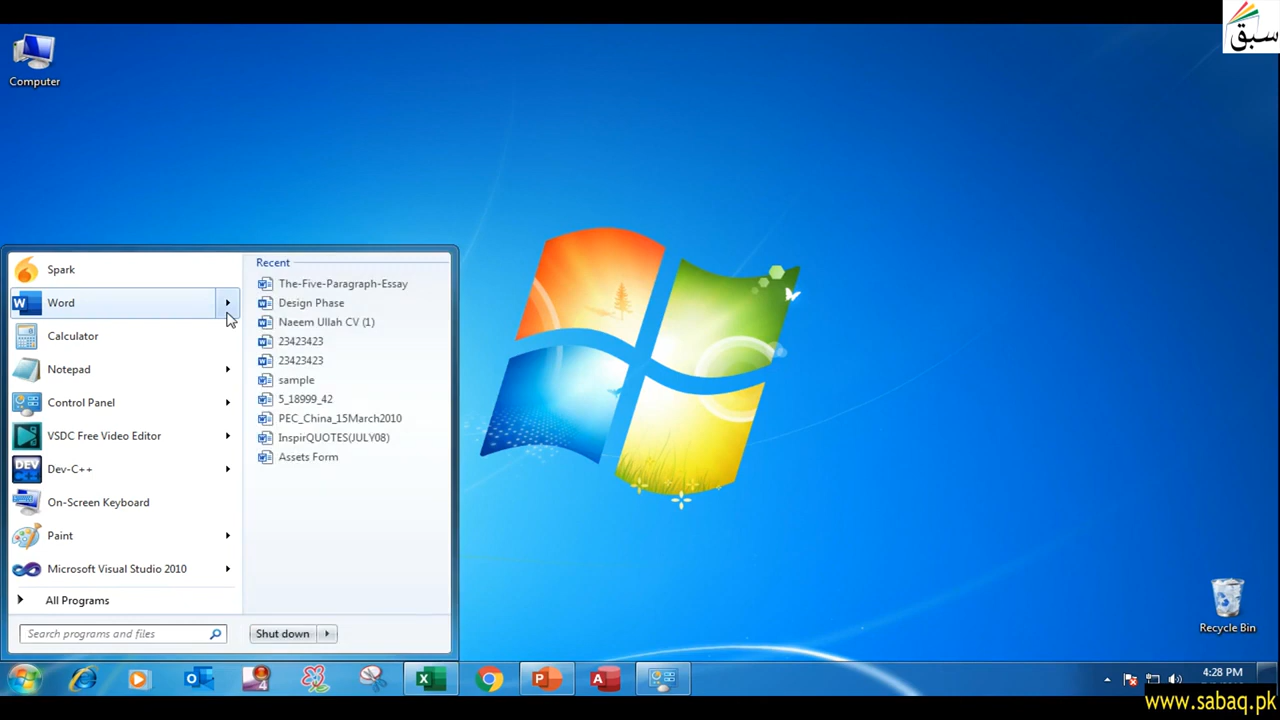 سبق
Computer
Spark
Word
Calculator
Notepad
Control Panel
VSDC Free Video Editor
Dev-C++
On-Screen Keyboard
Paint
Microsoft Visual Studio 2010
All Programs
Search programs and files
Recent
The-Five-Paragraph-Essay
Design Phase
Naeem Ullah CV (1)
23423423
23423423
sample
5_18999_42
PEC_China_15March2010
InspirQUOTES(JULY08)
Assets Form
Shut down
Recycle Bin
4:28 PM
www.sabaq.pk